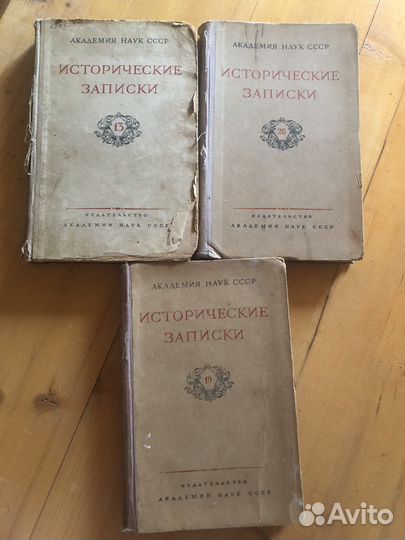 АКАДЕМИЯ НАУК СССР
ИСТОРИЧЕСКИЕ
ЗАПИСКИ
13
ИЗДАТЕЛЬСТВО
АКАДЕМИИ НАУК СССР
АКАДЕМИЯ НАУК СССР
ИСТОРИЧЕСКИЕ
ЗАПИСКИ
26
ИЗДАТЕЛЬСТВО
АКАДЕМИИ НАУК СССР
АКАДЕМИЯ НАУК СССР
ИСТОРИЧЕСКИЕ
ЗАПИСКИ
19
ИЗДАТЕЛЬСТВО
АКАДЕМИИ НАУК СССР
Avito